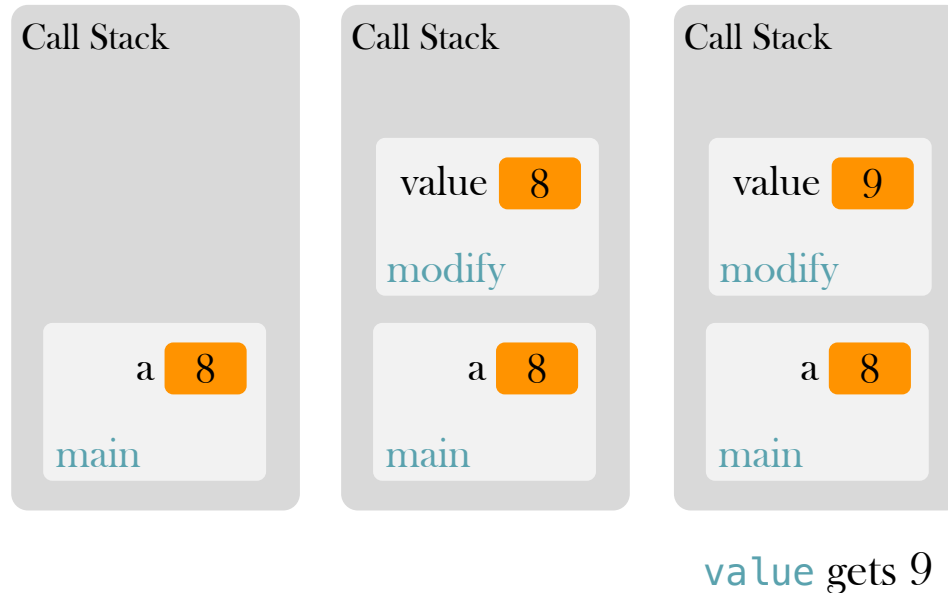 Call Stack
value 8
modify
a 8
main
Call Stack
value 9
modify
a 8
main
Call Stack
a 8
main
value gets 9